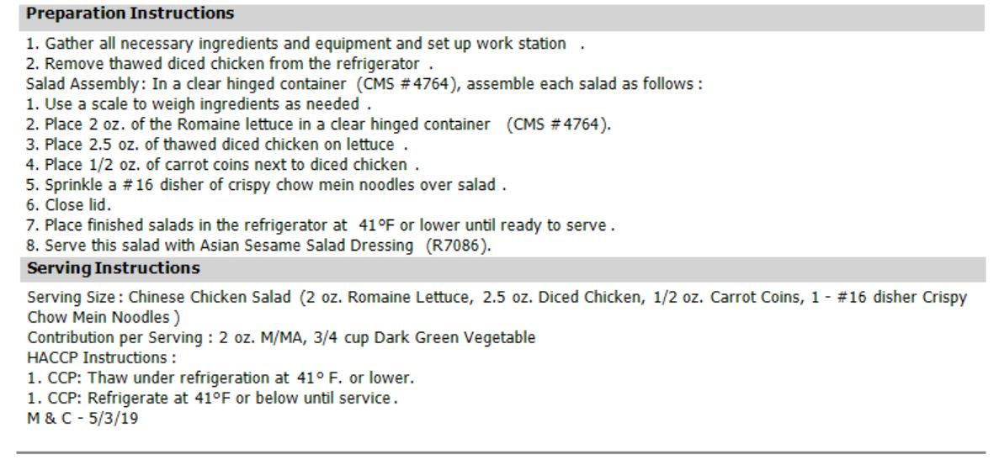 Preparation Instructions
1. Gather all necessary ingredients and equipment and set up work station .
2. Remove thawed diced chicken from the refrigerator .
Salad Assembly: In a clear hinged container (CMS #4764), assemble each salad as follows :
1. Use a scale to weigh ingredients as needed .
2. Place 2 oz. of the Romaine lettuce in a clear hinged container (CMS #4764).
3. Place 2.5 oz. of thawed diced chicken on lettuce .
4. Place 1/2 oz. of carrot coins next to diced chicken .
5. Sprinkle a #16 disher of crispy chow mein noodles over salad .
6. Close lid.
7. Place finished salads in the refrigerator at 41ºF or lower until ready to serve .
8. Serve this salad with Asian Sesame Salad Dressing (R7086).
Serving Instructions
Serving Size : Chinese Chicken Salad (2 oz. Romaine Lettuce, 2.5 oz. Diced Chicken, 1/2 oz. Carrot Coins, 1 - #16 disher Crispy
Chow Mein Noodles )
Contribution per Serving : 2 oz. M/MA, 3/4 cup Dark Green Vegetable
HACCP Instructions :
1. CCP: Thaw under refrigeration at 41º F. or lower.
1. CCP: Refrigerate at 41ºF or below until service .
M & C - 5/3/19